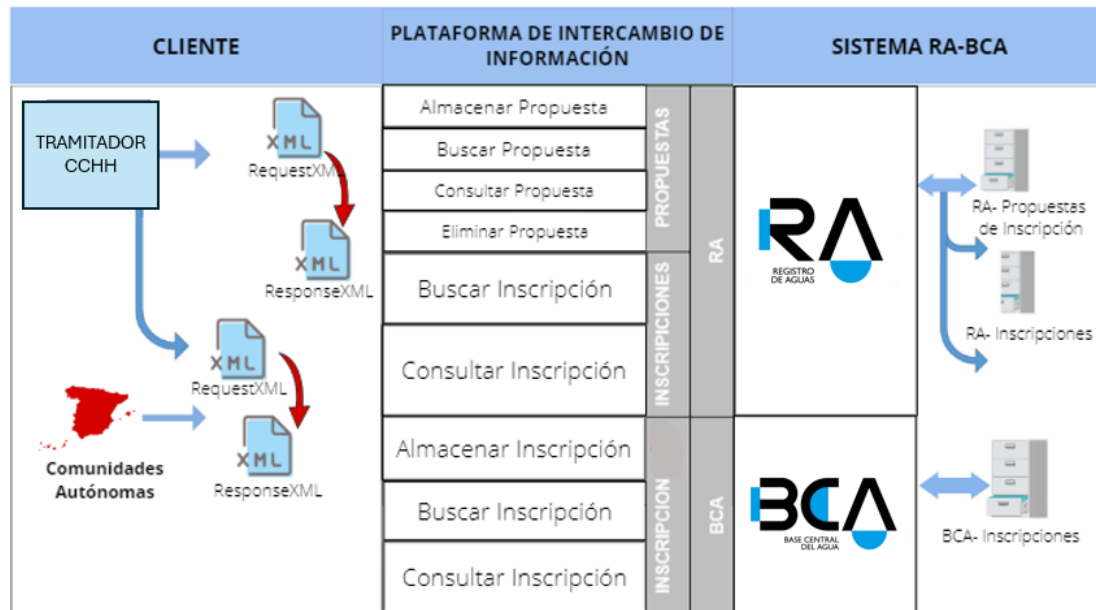 CLIENTE
PLATAFORMA DE INTERCAMBIO DE
INFORMACIÓN
SISTEMA RA-BCA
TRAMITADOR
CCHH
XML
RequestXML
XML
ResponseXML
XML
RequestXML
XML
ResponseXML
Comunidades
Autónomas
Almacenar Propuesta
Buscar Propuesta
Consultar Propuesta
Eliminar Propuesta
PROPUESTAS
Buscar Inscripción
Consultar Inscripción
INSCRIPICIONES
RA
Almacenar Inscripción
Buscar Inscripción
Consultar Inscripción
INSCRIPCION
BCA
RA
REGISTRO
DE AGUAS
RA- Propuestas
de Inscripción
RA- Inscripciones
BCA
BASE CENTRAL
DEL AGUA
BCA- Inscripciones